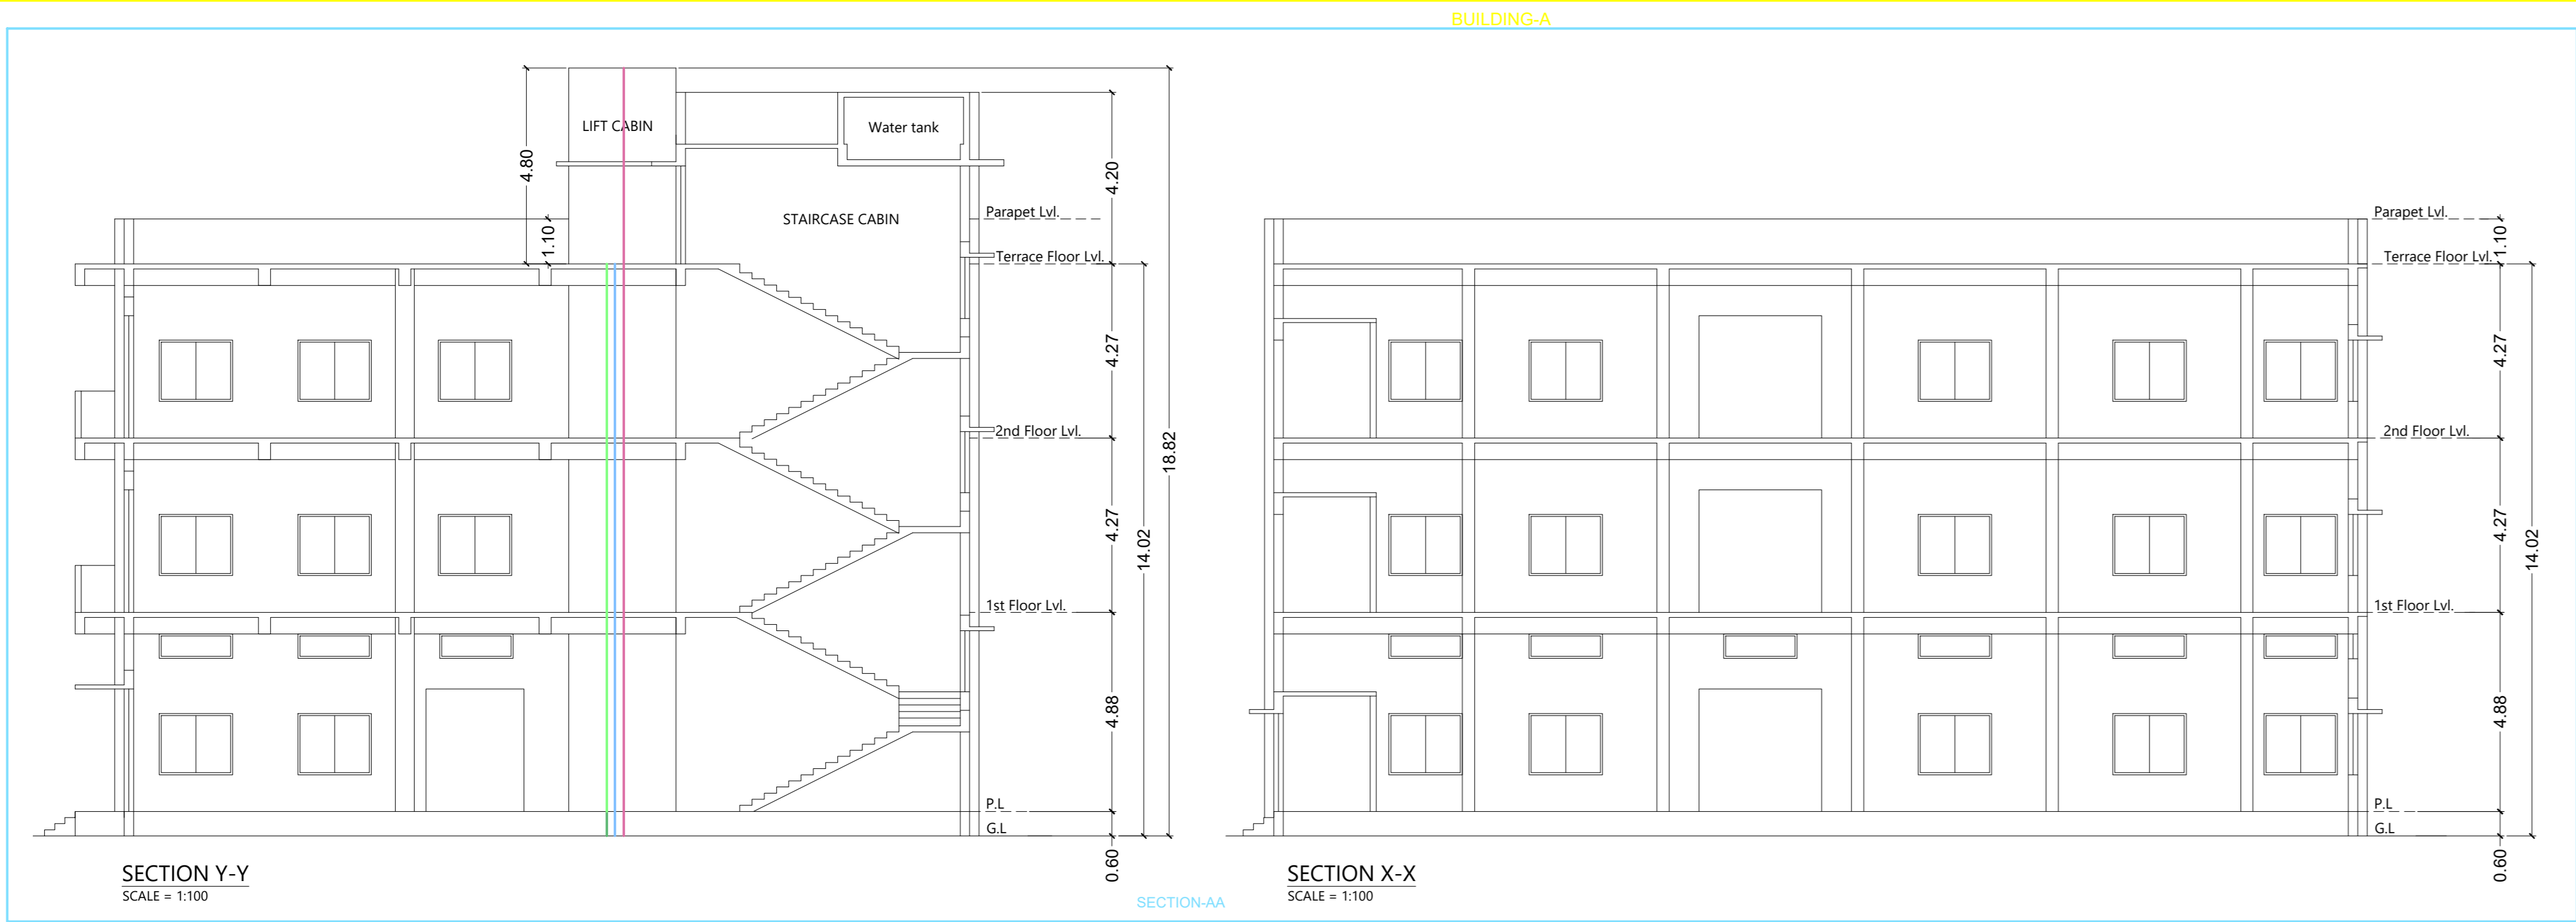 BUILDING-A
LIFT CABIN
Water tank
4.80
4.20
STAIRCASE CABIN
Parapet Lvl.
1.10
Terrace Floor Lvl.
4.27
2nd Floor Lvl.
18.82
4.27
14.02
1st Floor Lvl.
4.88
P.L
G.L
0.60
SECTION Y-Y
SCALE = 1:100
Parapet Lvl.
1.10
Terrace Floor Lvl.
4.27
2nd Floor Lvl.
4.27
14.02
1st Floor Lvl.
4.88
P.L
G.L
0.60
SECTION X-X
SCALE = 1:100
SECTION-AA